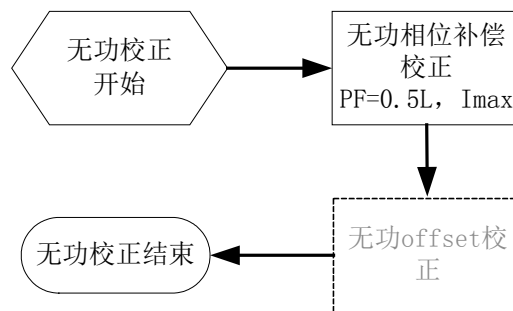 无功校正
开始
无功相位补偿
校正
PF=0.5L, Imax
无功offset校
正
无功校正结束